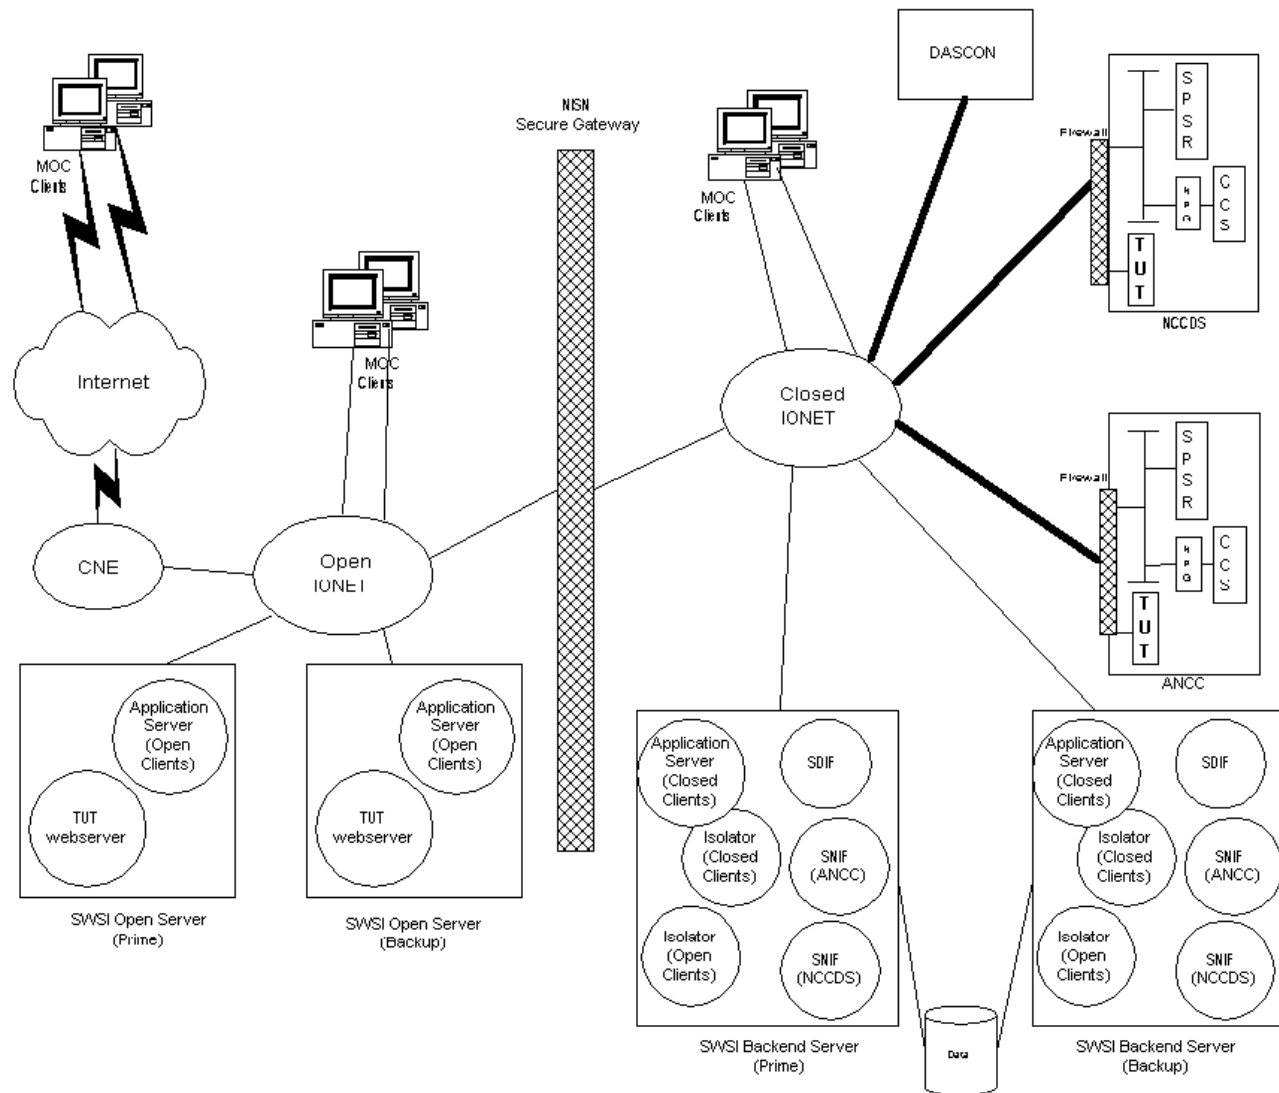 MOC
Clients
Internet
CNE
MOC
Clients
Open
IONET
NISN
Secure Gateway
MOC
Clients
Closed
IONET
DASCON
Firewall
S
P
S
R
N
P
G
C
C
S
T
U
T
NCCDS
Firewall
S
P
S
R
N
P
G
C
C
S
T
U
T
ANCC
Application
Server
(Open
Clients)
TUT
webserver
SWSI Open Server
(Prime)
Application
Server
(Open
Clients)
TUT
webserver
SWSI Open Server
(Backup)
Application
Server
(Closed
Clients)
SDIF
Isolator
(Closed
Clients)
SNIF
(ANCC)
Isolator
(Open
Clients)
SNIF
(NCCDS)
SWSI Backend Server
(Prime)
Data
Application
Server
(Closed
Clients)
SDIF
Isolator
(Closed
Clients)
SNIF
(ANCC)
Isolator
(Open
Clients)
SNIF
(NCCDS)
SWSI Backend Server
(Backup)